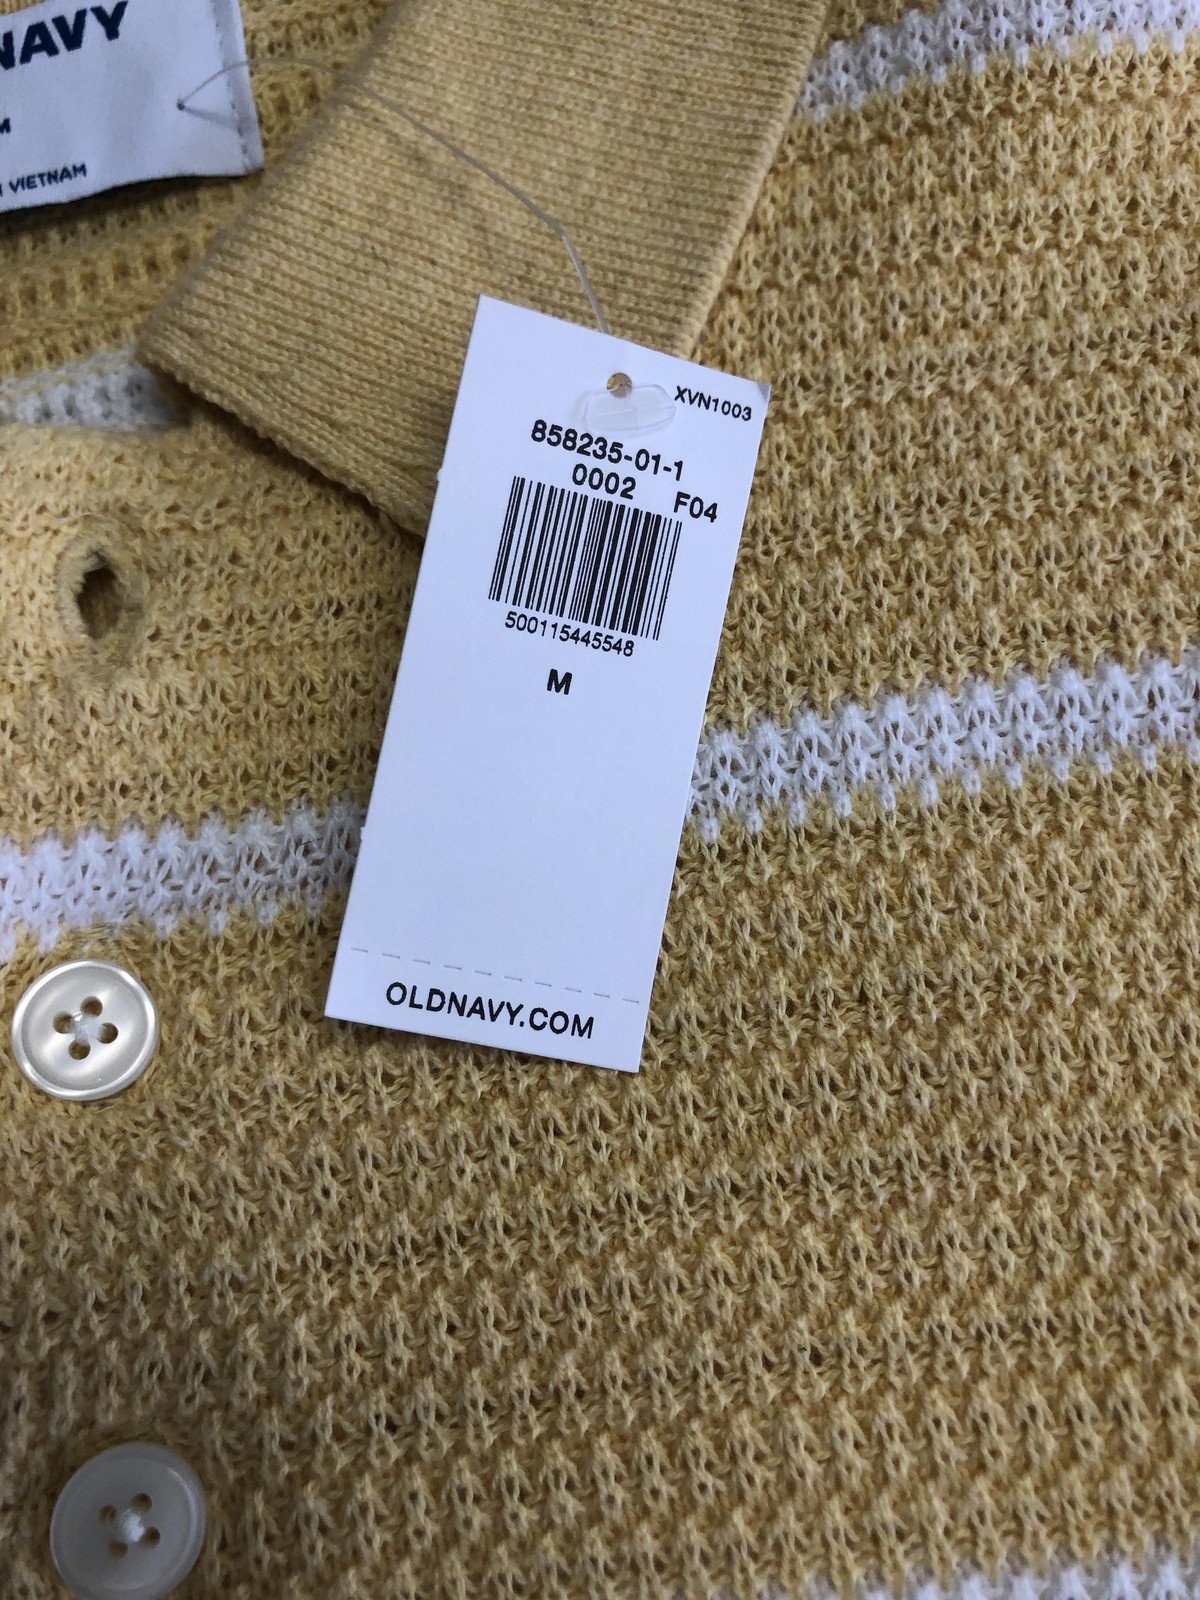 NAVY
M
VIETNAM
XVN1003
858235-01-1
0002 F04
500115445548
M
OLDNAVY.COM